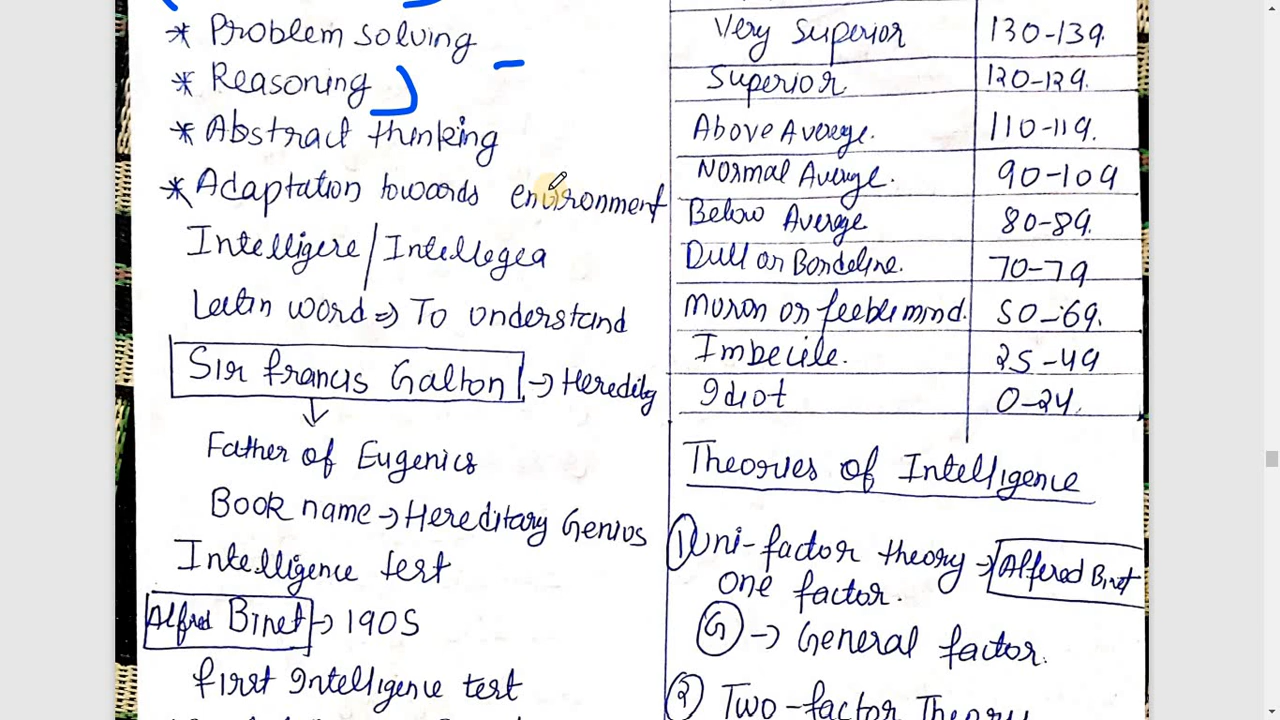 * Problem solving
* Reasoning
* Abstract thinking
* Adaptation towards environment
Intelligere / Intellegea
Latin word => To understand
Sir Francis Galton -> Heredity
Father of Eugenics
Book name -> Hereditary Genius
Intelligence test
Alfred Binet -> 1905
first Intelligence test
Very Superior 130-139.
Superior 120-129.
Above Average. 110-119.
Normal Average. 90-109
Below Average 80-89.
Dull or Borderline. 70-79
Moron or feeblemind. 50-69.
Imbecile. 25-49
Idiot 0-24.
Theories of Intelligence
① Uni-factor theory -> Alfered Binet
one factor.
G -> General factor.
② Two-factor Theory